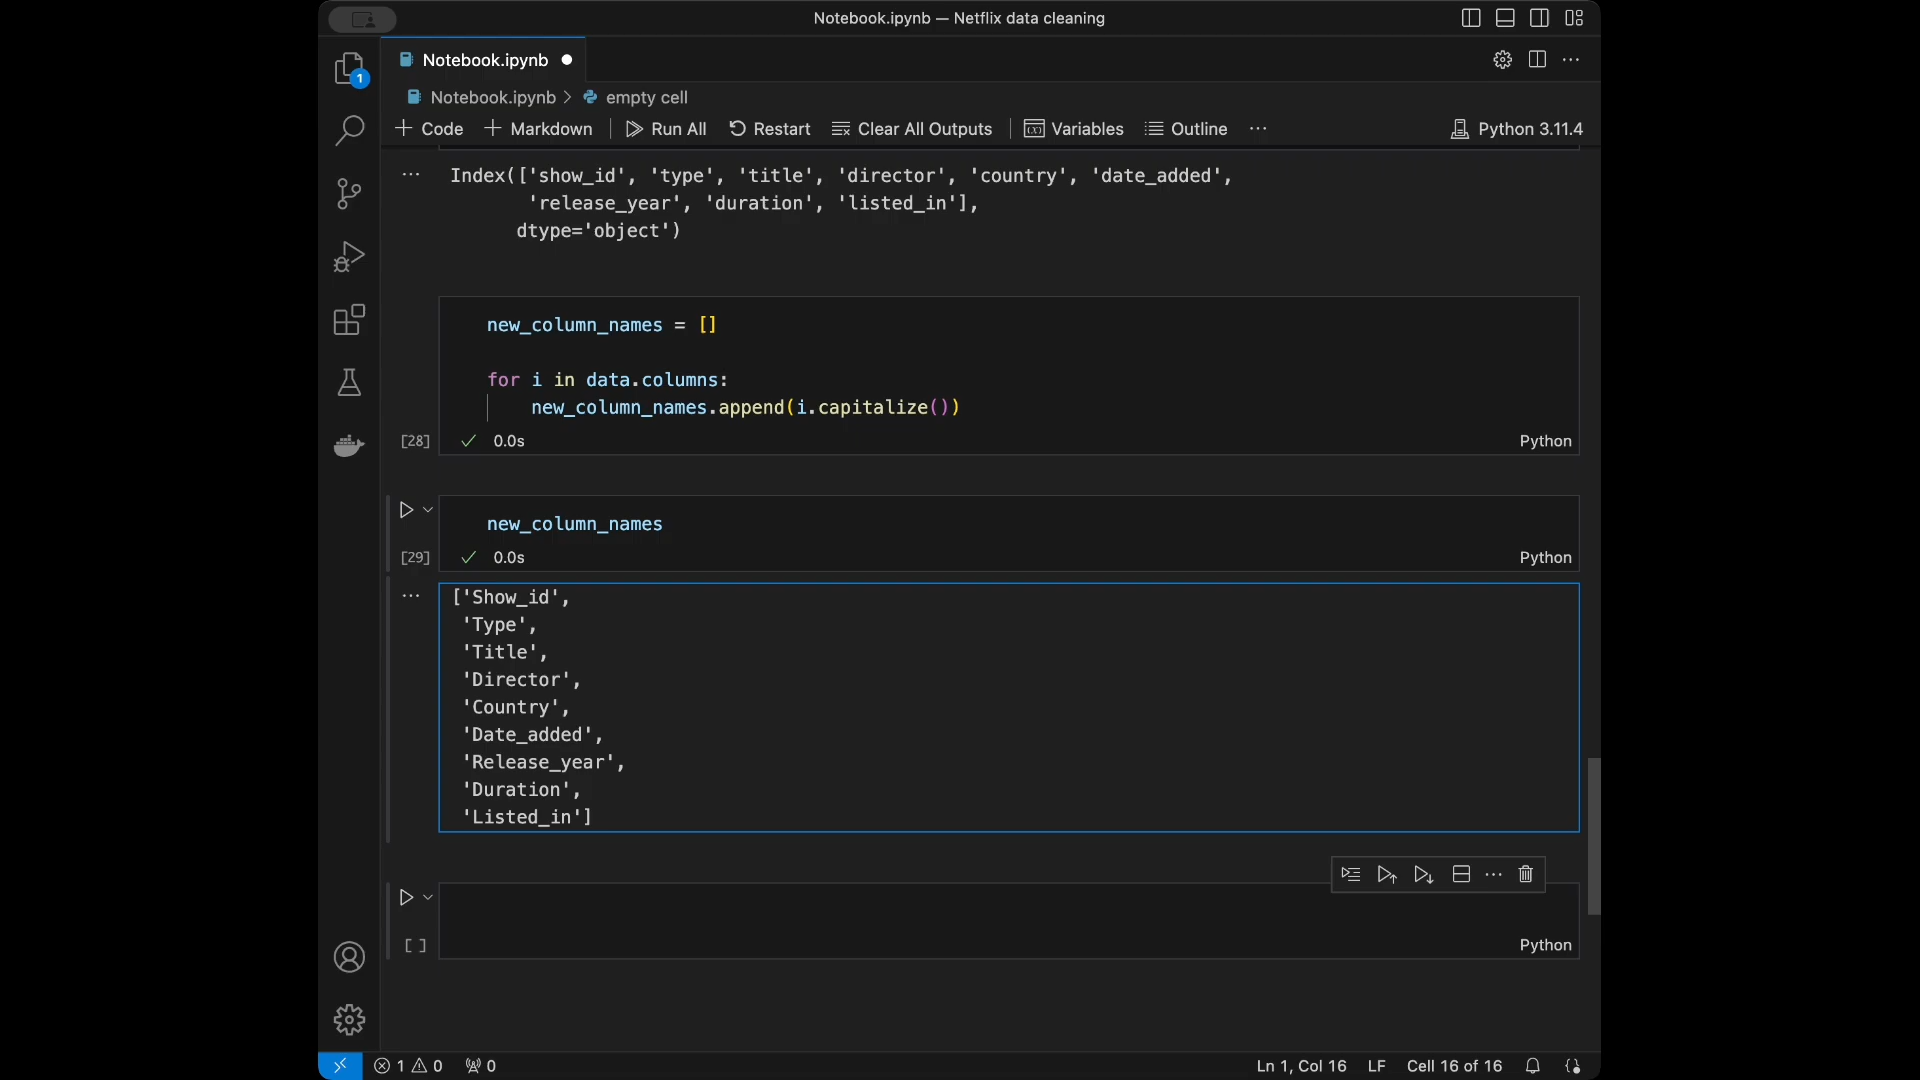 Notebook.ipynb — Netflix data cleaning
Notebook.ipynb
1
Notebook.ipynb > empty cell
+ Code + Markdown Run All Restart Clear All Outputs Variables Outline ... Python 3.11.4
... Index(['show_id', 'type', 'title', 'director', 'country', 'date_added',
'release_year', 'duration', 'listed_in'],
dtype='object')
new_column_names = []
for i in data.columns:
new_column_names.append(i.capitalize())
[28] ✓ 0.0s Python
new_column_names
[29] ✓ 0.0s Python
... ['Show_id',
'Type',
'Title',
'Director',
'Country',
'Date_added',
'Release_year',
'Duration',
'Listed_in']
[ ] Python
1 0 0 Ln 1, Col 16 LF Cell 16 of 16